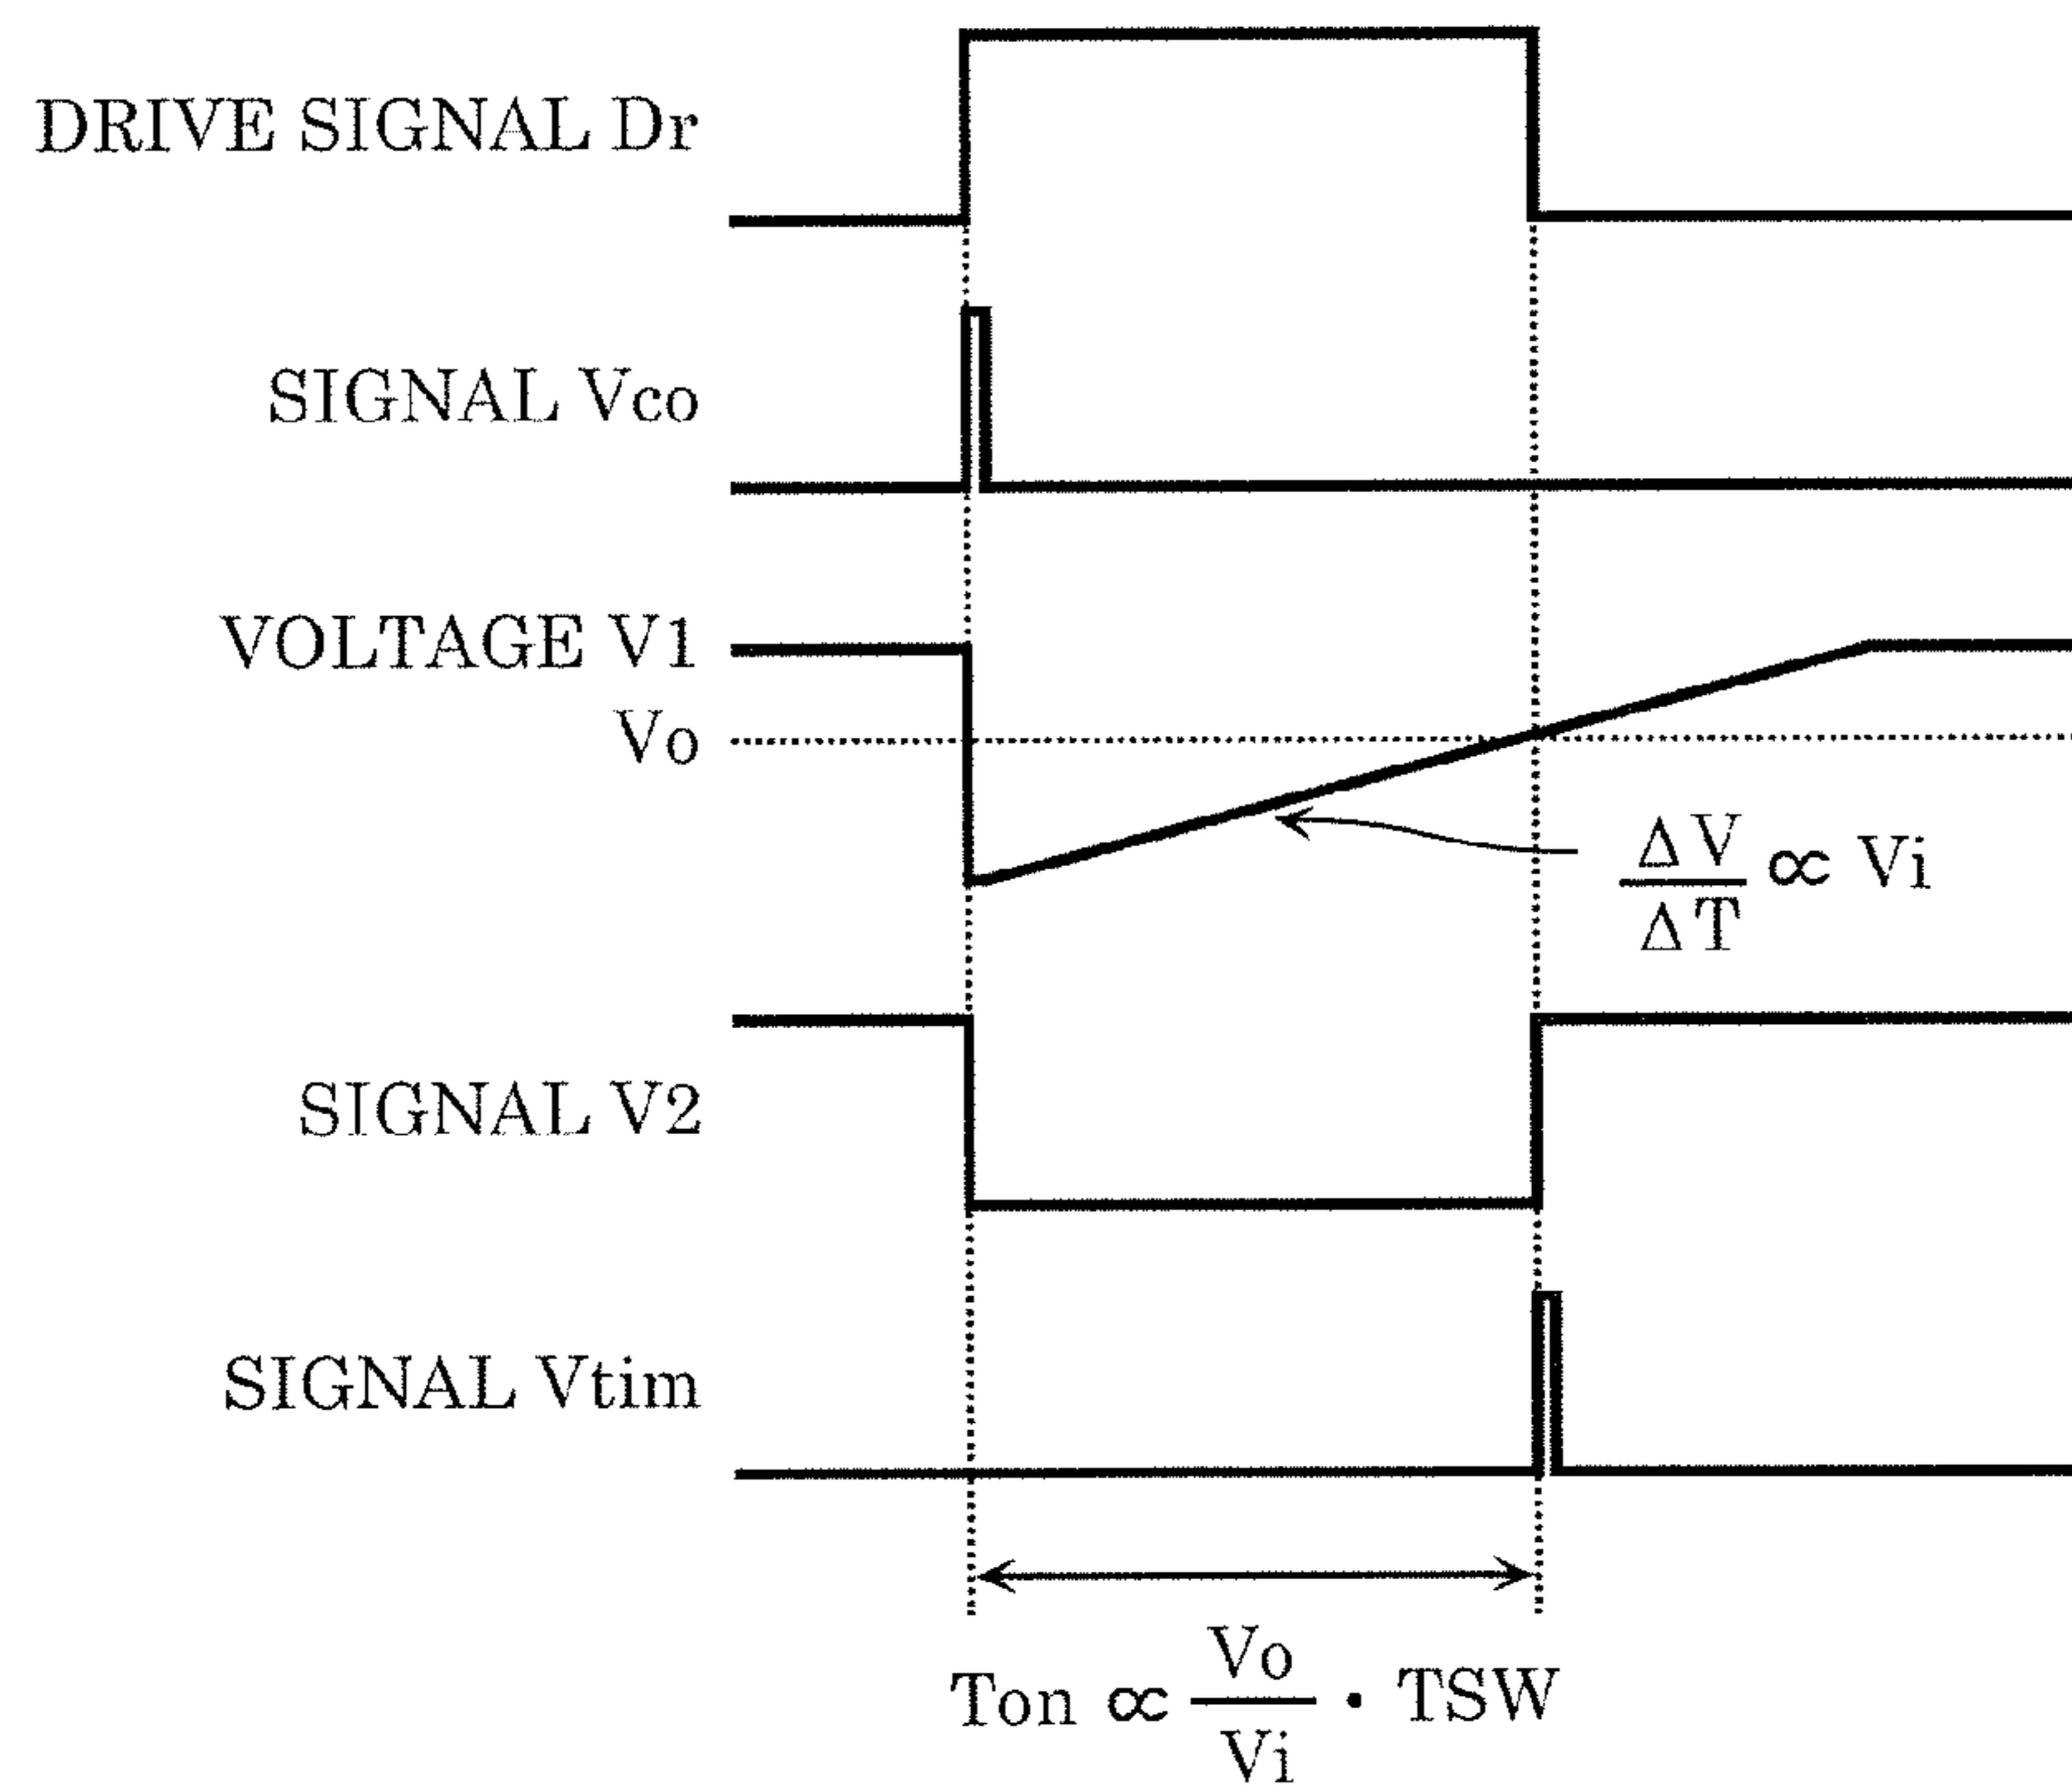 DRIVE SIGNAL Dr
SIGNAL Vco
VOLTAGE V1
Vo
ΔV/ΔT ∝ Vi
SIGNAL V2
SIGNAL Vtim
Ton ∝ Vo/Vi · TSW